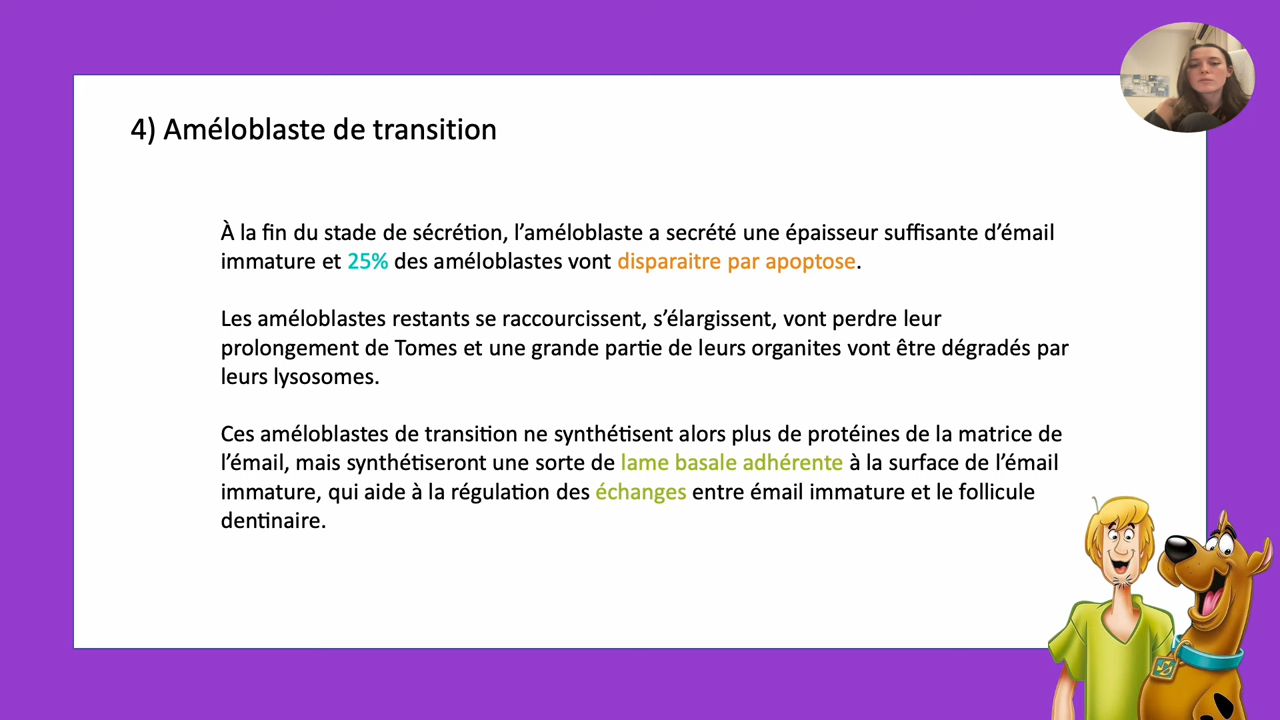 4) Améloblaste de transition
À la fin du stade de sécrétion, l’améloblaste a secrété une épaisseur suffisante d’émail
immature et 25% des améloblastes vont disparaitre par apoptose.
Les améloblastes restants se raccourcissent, s’élargissent, vont perdre leur
prolongement de Tomes et une grande partie de leurs organites vont être dégradés par
leurs lysosomes.
Ces améloblastes de transition ne synthétisent alors plus de protéines de la matrice de
l’émail, mais synthétiseront une sorte de lame basale adhérente à la surface de l’émail
immature, qui aide à la régulation des échanges entre émail immature et le follicule
dentinaire.